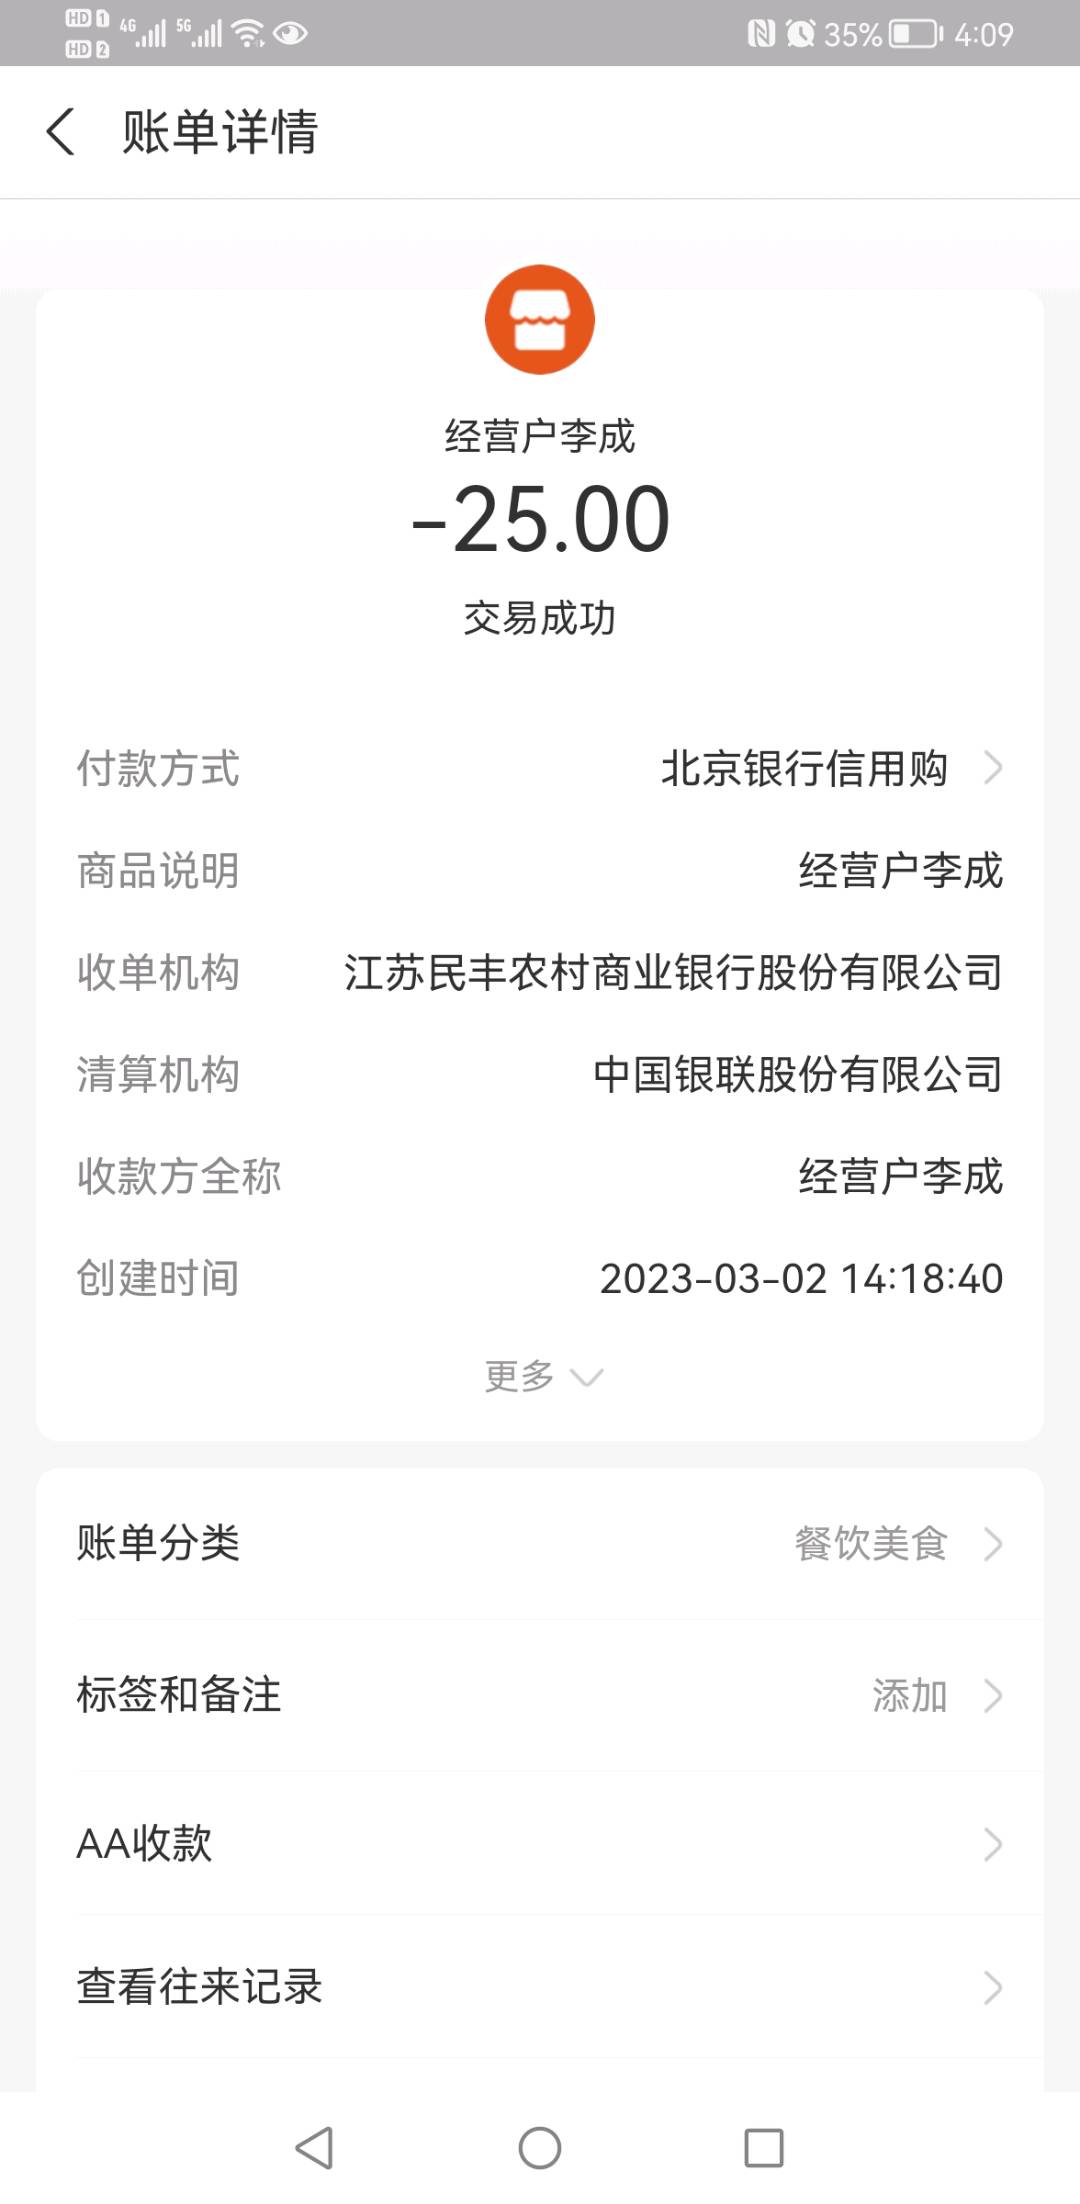 HD 1 4G 5G 35% 4:09
HD 2
账单详情
经营户李成
-25.00
交易成功
付款方式 北京银行信用购
商品说明 经营户李成
收单机构 江苏民丰农村商业银行股份有限公司
清算机构 中国银联股份有限公司
收款方全称 经营户李成
创建时间 2023-03-02 14:18:40
更多
账单分类 餐饮美食
标签和备注 添加
AA收款
查看往来记录